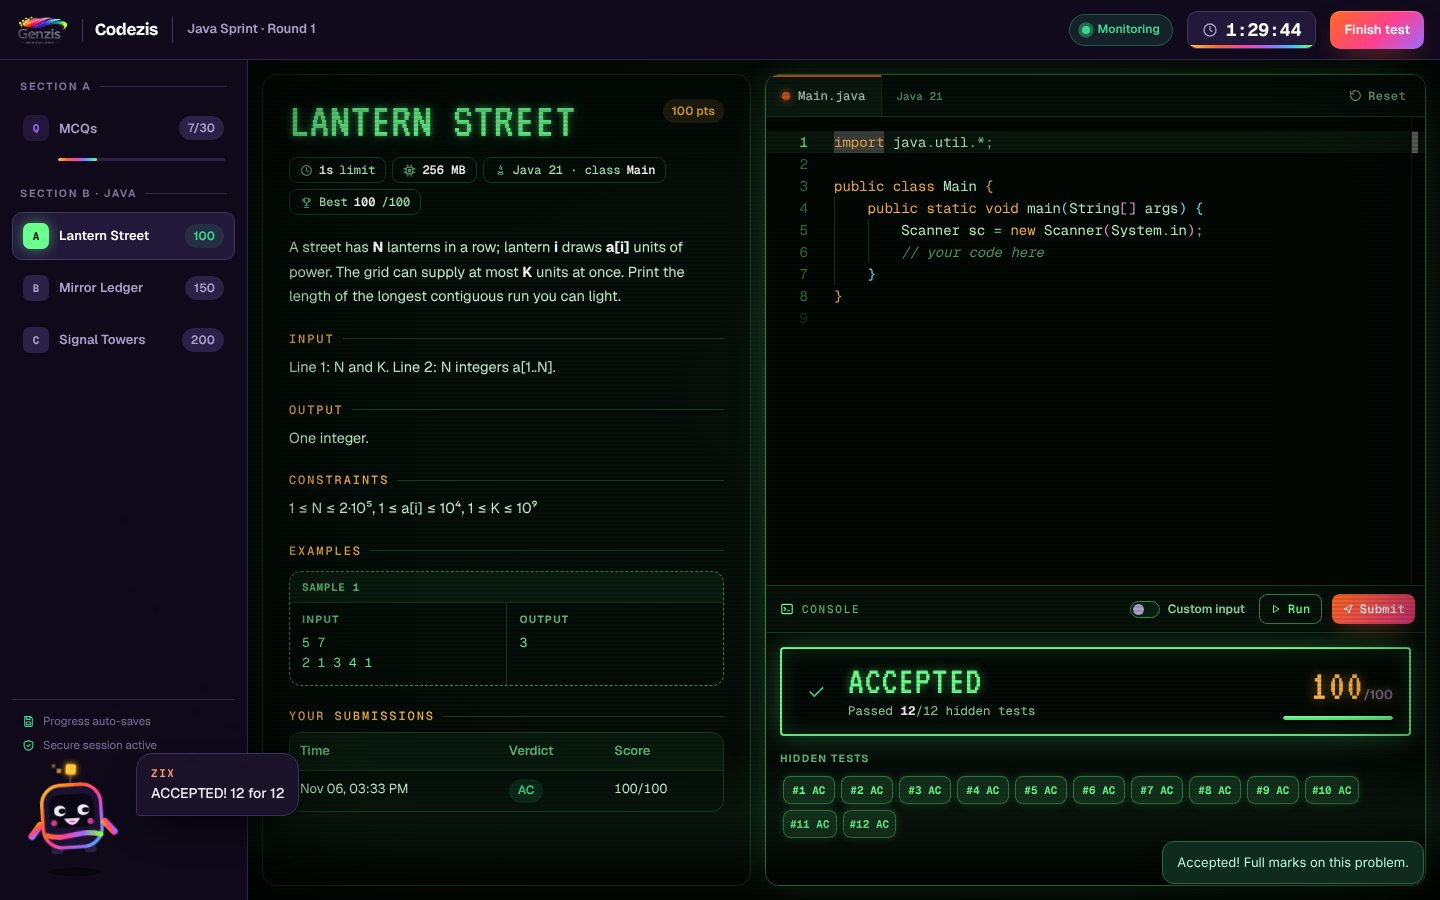 Genzis
Codezis
Java Sprint · Round 1
Monitoring
1:29:44
Finish test
SECTION A
Q MCQs 7/30
SECTION B · JAVA
A Lantern Street 100
B Mirror Ledger 150
C Signal Towers 200
Progress auto-saves
Secure session active
ZIX
ACCEPTED! 12 for 12
LANTERN STREET
100 pts
1s limit
256 MB
Java 21 · class Main
Best 100 /100
A street has N lanterns in a row; lantern i draws a[i] units of
power. The grid can supply at most K units at once. Print the
length of the longest contiguous run you can light.
INPUT
Line 1: N and K. Line 2: N integers a[1..N].
OUTPUT
One integer.
CONSTRAINTS
1 ≤ N ≤ 2·10⁵, 1 ≤ a[i] ≤ 10⁴, 1 ≤ K ≤ 10⁹
EXAMPLES
SAMPLE 1
INPUT
5 7
2 1 3 4 1
OUTPUT
3
YOUR SUBMISSIONS
Time Verdict Score
Nov 06, 03:33 PM AC 100/100
Main.java
Java 21
Reset
1 import java.util.*;
2
3 public class Main {
4 public static void main(String[] args) {
5 Scanner sc = new Scanner(System.in);
6 // your code here
7 }
8 }
9
CONSOLE
Custom input
Run
Submit
ACCEPTED
Passed 12/12 hidden tests
100/100
HIDDEN TESTS
#1 AC #2 AC #3 AC #4 AC #5 AC #6 AC #7 AC #8 AC #9 AC #10 AC
#11 AC #12 AC
Accepted! Full marks on this problem.